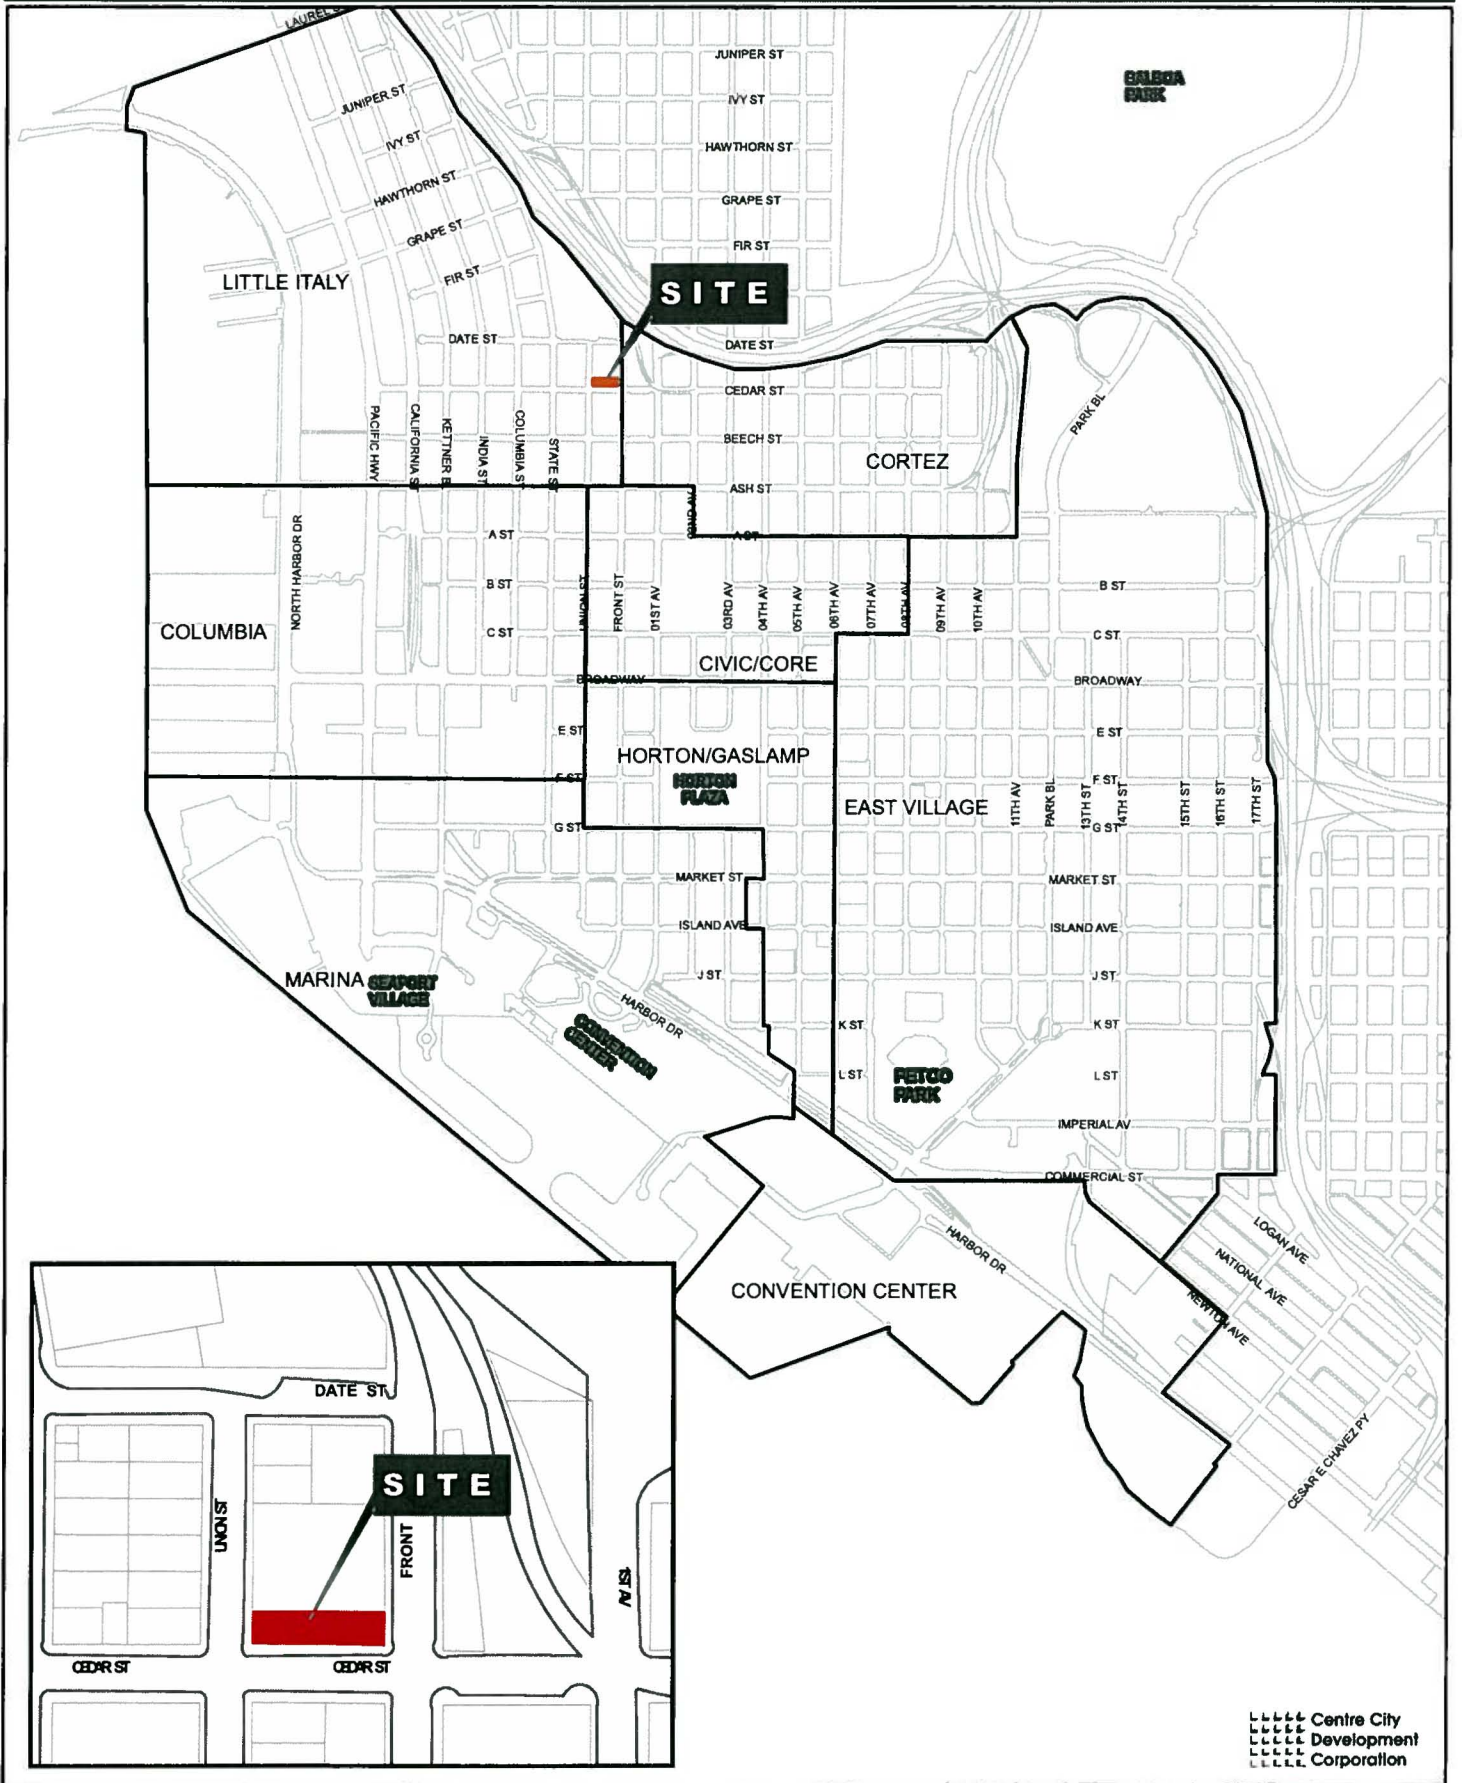 LAUREL
JUNIPER ST
IVY ST
HAWTHORN ST
GRAPE ST
FIR ST
DATE ST
JUNIPER ST
IVY ST
HAWTHORN ST
GRAPE ST
FIR ST
BALBOA
PARK
LITTLE ITALY
SITE
DATE ST
CEDAR ST
BEECH ST
ASH ST
A ST
CORTEZ
PARK BL
PACIFIC HWY
CALIFORNIA ST
KETTNER B
INDIA ST
COLUMBIA ST
STATE S
NORTH HARBOR DR
A ST
B ST
C ST
COLUMBIA
UNION ST
FRONT ST
01ST AV
02ND AV
03RD AV
04TH AV
05TH AV
06TH AV
07TH AV
08TH AV
09TH AV
10TH AV
B ST
C ST
CIVIC/CORE
BROADWAY
BROADWAY
E ST
E ST
HORTON/GASLAMP
HORTON
PLAZA
F ST
F ST
EAST VILLAGE
11TH AV
PARK BL
13TH ST
14TH ST
15TH ST
16TH ST
17TH ST
G ST
G ST
MARKET ST
MARKET ST
ISLAND AVE
ISLAND AVE
MARINA
SEAPORT
VILLAGE
J ST
J ST
HARBOR DR
CONVENTION
CENTER
K ST
K ST
L ST
L ST
PETCO
PARK
IMPERIAL AV
COMMERCIAL ST
HARBOR DR
LOGAN AVE
NATIONAL AVE
NEWTON AVE
CONVENTION CENTER
CESAR E CHAVEZ PY
DATE ST
SITE
UNION ST
FRONT
1ST AV
CEDAR ST
CEDAR ST
Centre City
Development
Corporation